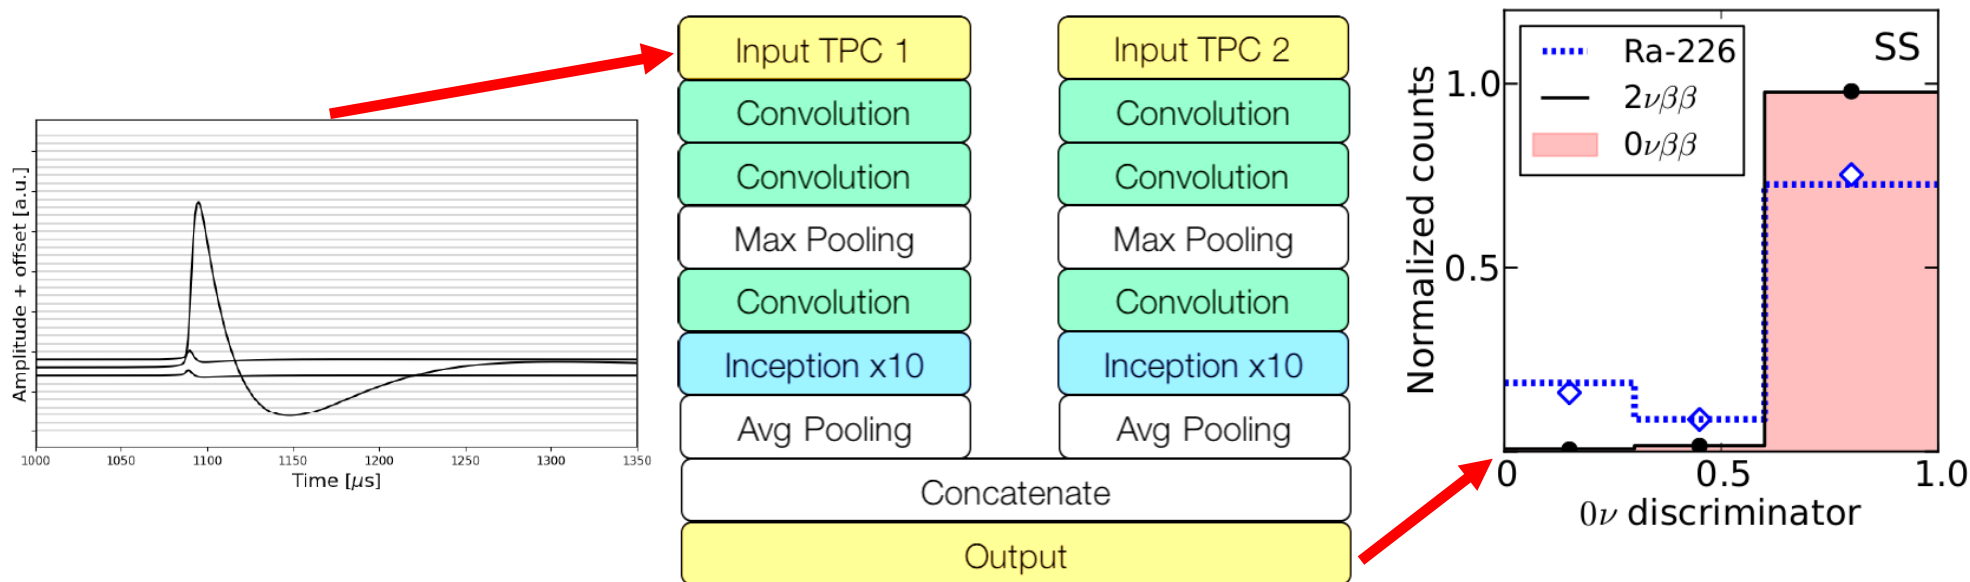 Amplitude + offset [a.u.]
1000 1050 1100 1150 1200 1250 1300 1350
Time [μs]
Input TPC 1
Convolution
Convolution
Max Pooling
Convolution
Inception x10
Avg Pooling
Input TPC 2
Convolution
Convolution
Max Pooling
Convolution
Inception x10
Avg Pooling
Concatenate
Output
Normalized counts
1.0
0.5
Ra-226
2νββ
0νββ
SS
0 0.5 1.0
0ν discriminator